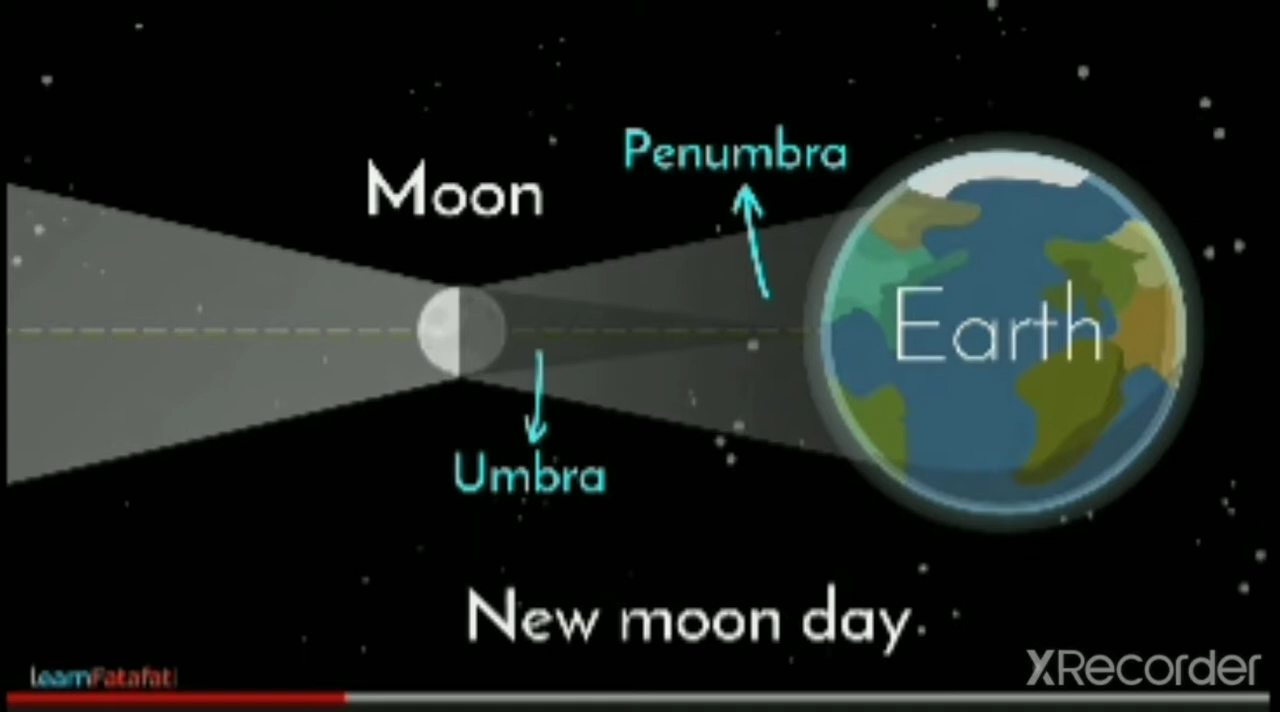 Penumbra
Moon
Earth
Umbra
New moon day
learnFatafat
XRecorder